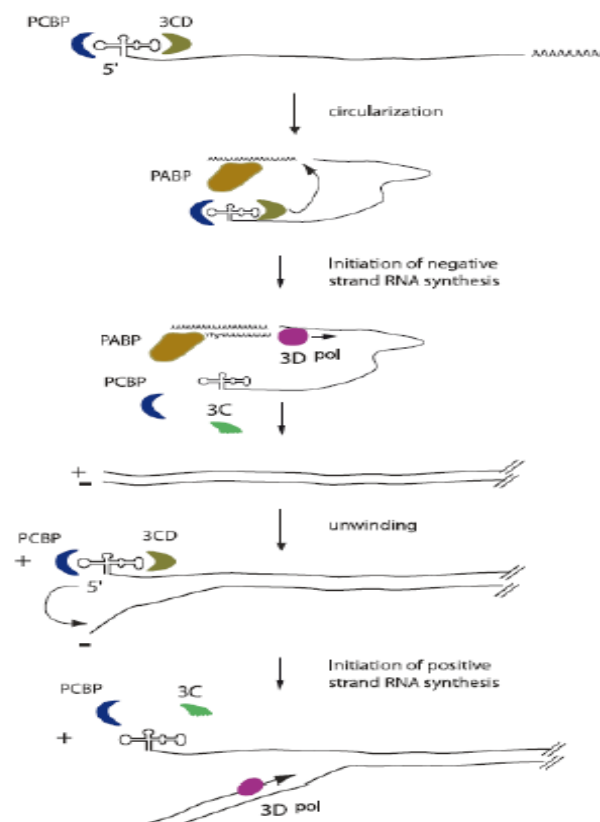 PCBP 3CD
5'
circularization
PABP
Initiation of negative
strand RNA synthesis
PABP
3D pol
PCBP
3C
+
-
unwinding
PCBP 3CD
+
5'
-
Initiation of positive
strand RNA synthesis
PCBP 3C
+
3D pol